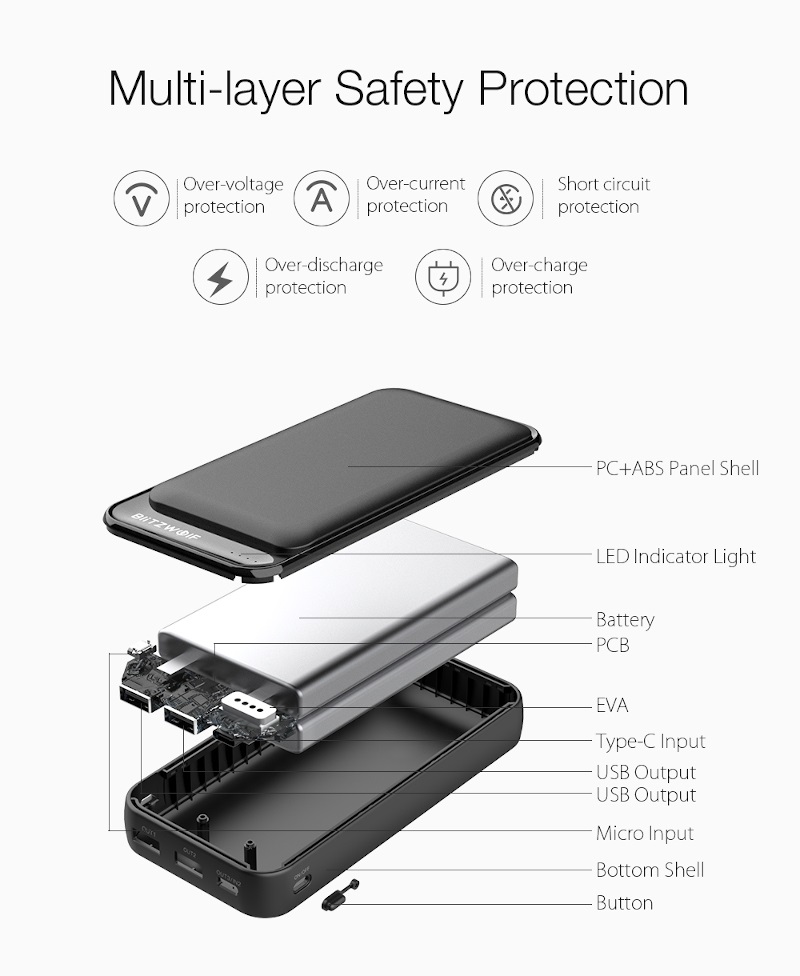 Multi-layer Safety Protection
Over-voltage
protection
Over-current
protection
Short circuit
protection
Over-discharge
protection
Over-charge
protection
BlitzWolf
PC+ABS Panel Shell
LED Indicator Light
Battery
PCB
EVA
Type-C Input
USB Output
USB Output
Micro Input
Bottom Shell
Button